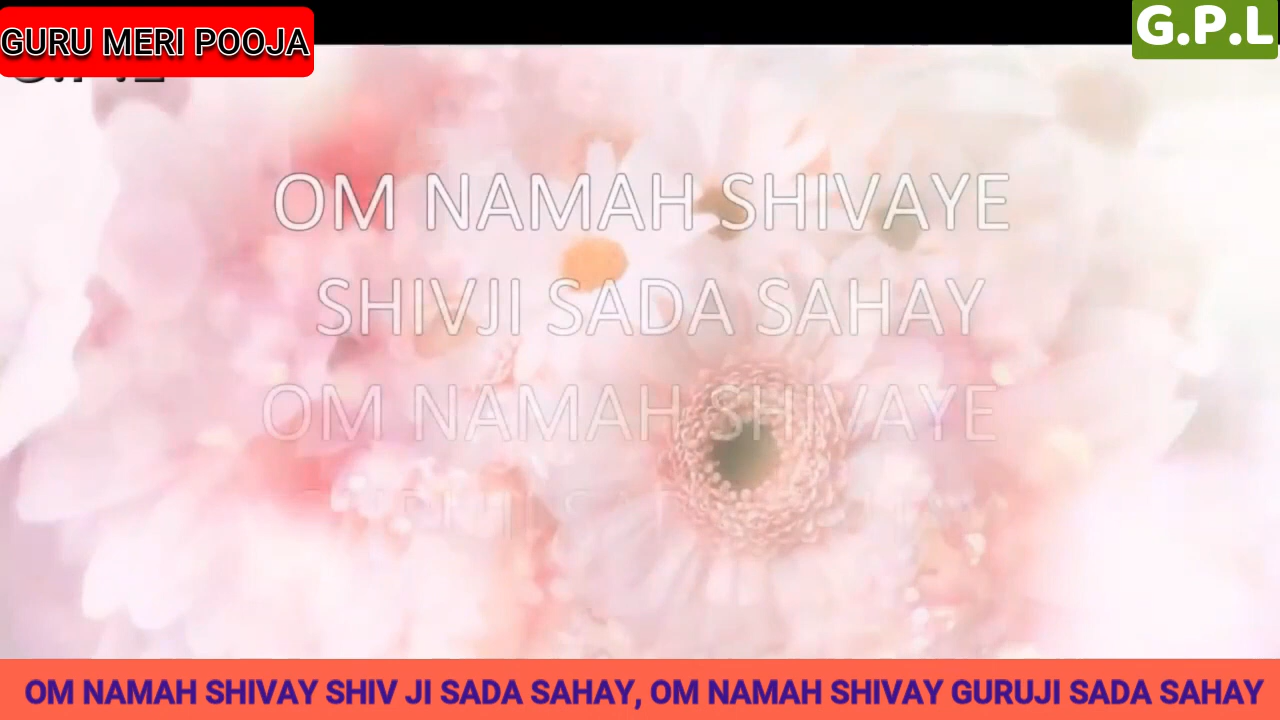 GURU MERI POOJA
G.P.L
OM NAMAH SHIVAYE
SHIVJI SADA SAHAY
OM NAMAH SHIVAYE
OM NAMAH SHIVAY SHIV JI SADA SAHAY, OM NAMAH SHIVAY GURUJI SADA SAHAY